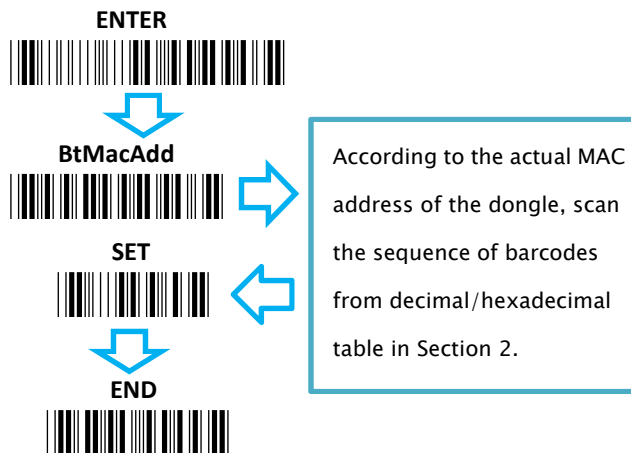 ENTER
BtMacAdd
According to the actual MAC
address of the dongle, scan
the sequence of barcodes
from decimal/hexadecimal
table in Section 2.
SET
END